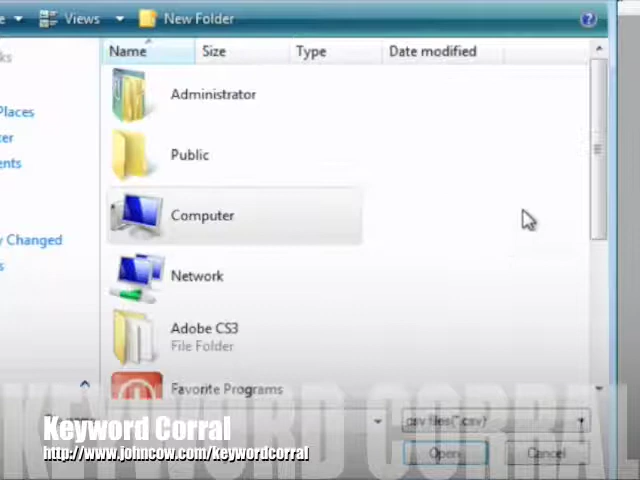 Views New Folder
Name Size Type Date modified
Administrator
Places
Public
Computer
Changed
Network
Adobe CS3
File Folder
Favorite Programs
KEYWORD CORRAL
Keyword Corral
csv files(*.csv)
http://www.johncow.com/keywordcorral
Open Cancel